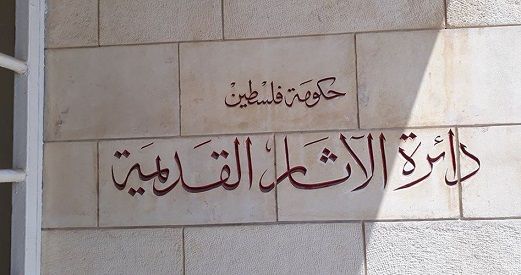 حكومة فلسطين
دائرة الآثار القديمة